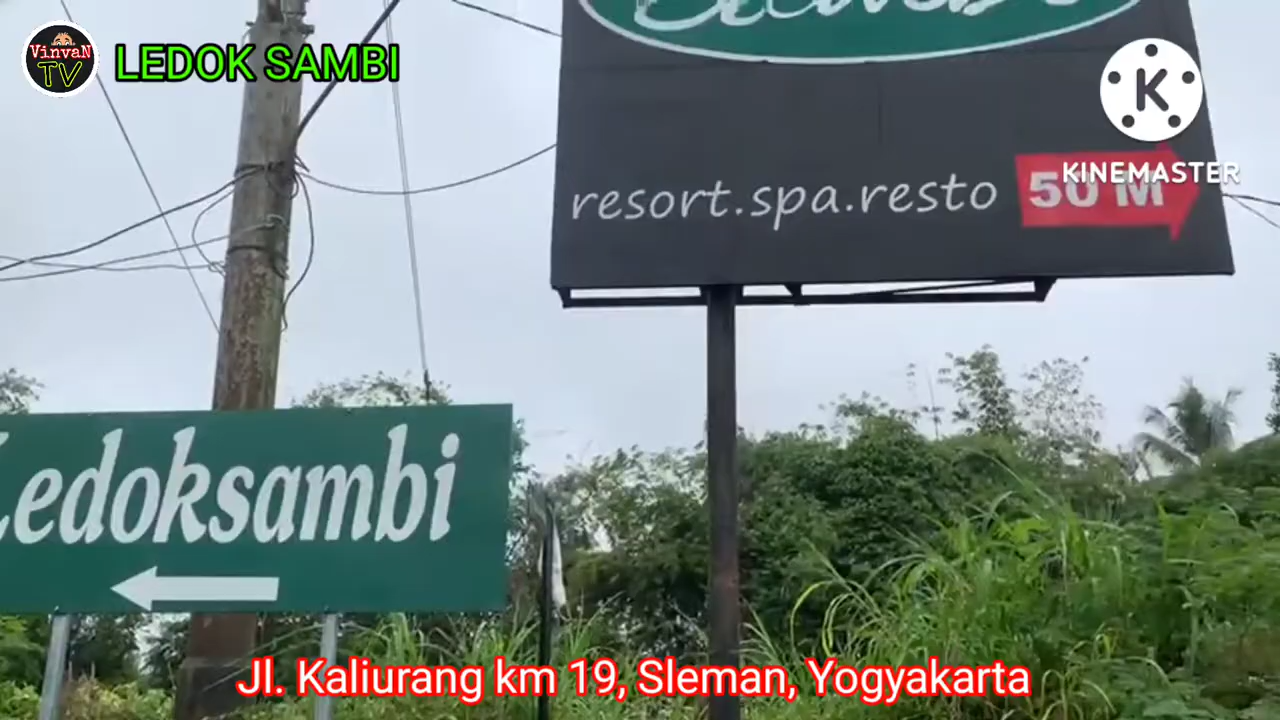 VinvaN
TV
LEDOK SAMBI
K
KINEMASTER
resort.spa.resto
50 M
Ledoksambi
Jl. Kaliurang km 19, Sleman, Yogyakarta